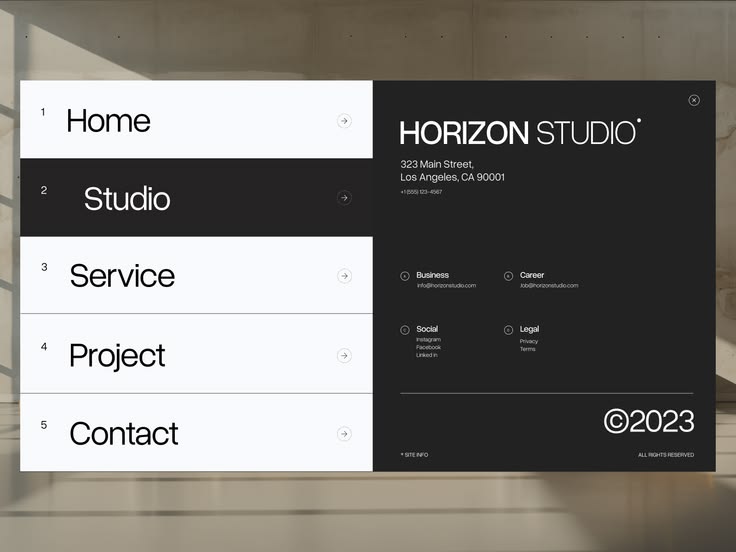 1 Home
2 Studio
3 Service
4 Project
5 Contact
HORIZON STUDIO
323 Main Street,
Los Angeles, CA 90001
+1 (555) 123-4567
Business
info@horizonstudio.com
Career
Job@horizonstudio.com
Social
Instagram
Facebook
Linked in
Legal
Privacy
Terms
©2023
* SITE INFO
ALL RIGHTS RESERVED